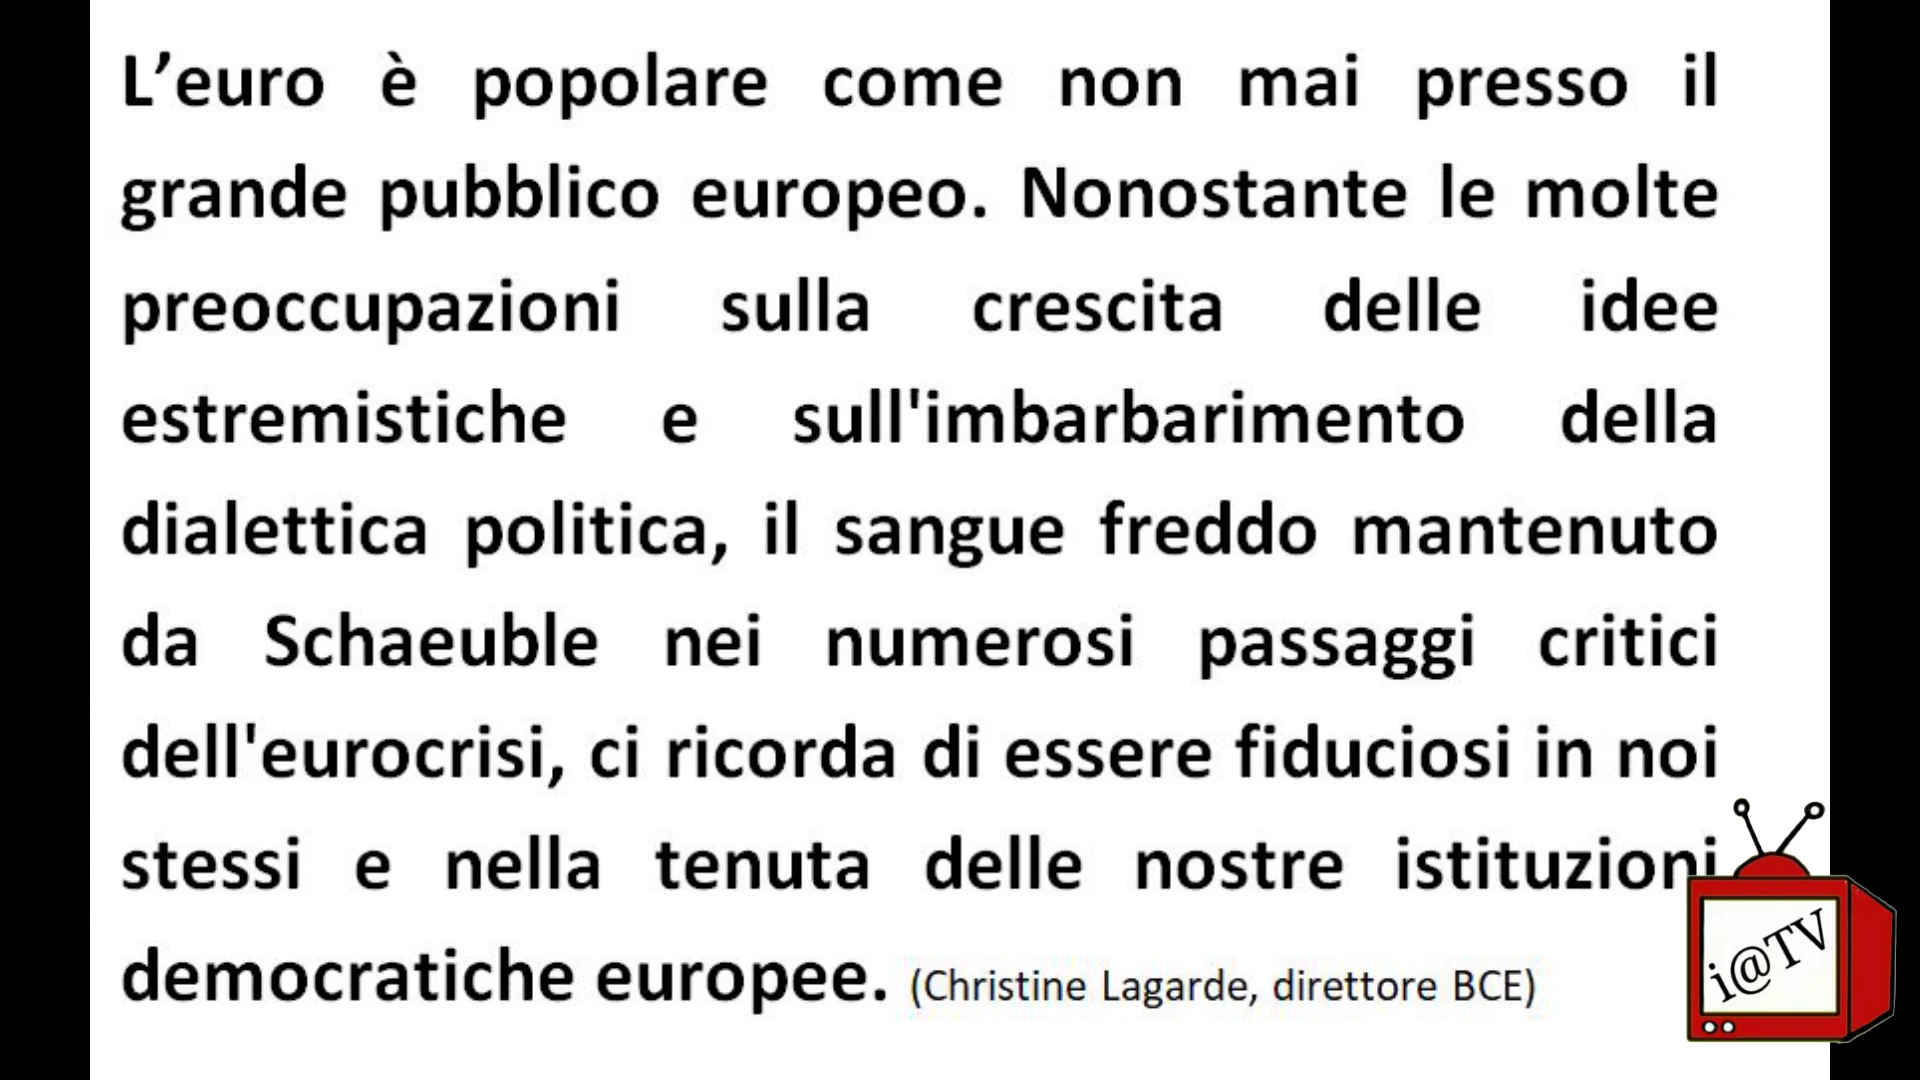 L’euro è popolare come non mai presso il
grande pubblico europeo. Nonostante le molte
preoccupazioni sulla crescita delle idee
estremistiche e sull'imbarbarimento della
dialettica politica, il sangue freddo mantenuto
da Schaeuble nei numerosi passaggi critici
dell'eurocrisi, ci ricorda di essere fiduciosi in noi
stessi e nella tenuta delle nostre istituzioni
democratiche europee. (Christine Lagarde, direttore BCE)
i@TV